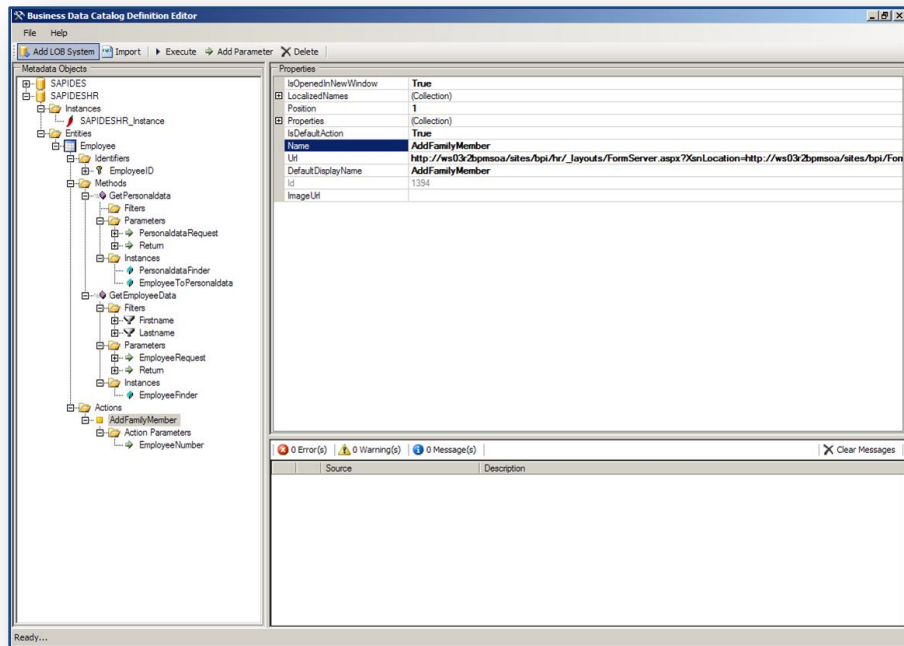 Business Data Catalog Definition Editor
File Help
Add LOB System Import Execute Add Parameter Delete
Metadata Objects
SAPIDES
SAPIDESHR
Instances
SAPIDESHR_Instance
Entities
Employee
Identifiers
EmployeeID
Methods
GetPersonaldata
Filters
Parameters
PersonaldataRequest
Return
Instances
PersonaldataFinder
EmployeeToPersonaldata
GetEmployeeData
Filters
Firstname
Lastname
Parameters
EmployeeRequest
Return
Instances
EmployeeFinder
Actions
AddFamilyMember
Action Parameters
EmployeeNumber
Properties
IsOpenedInNewWindow True
LocalizedNames (Collection)
Position 1
Properties (Collection)
IsDefaultAction True
Name AddFamilyMember
Url http://ws03r2bpmsoa/sites/bpi/hr/_layouts/FormServer.aspx?XsnLocation=http://ws03r2bpmsoa/sites/bpi/Forn
DefaultDisplayName AddFamilyMember
Id 1394
ImageUrl
0 Error(s) 0 Warning(s) 0 Message(s) Clear Messages
Source Description
Ready...